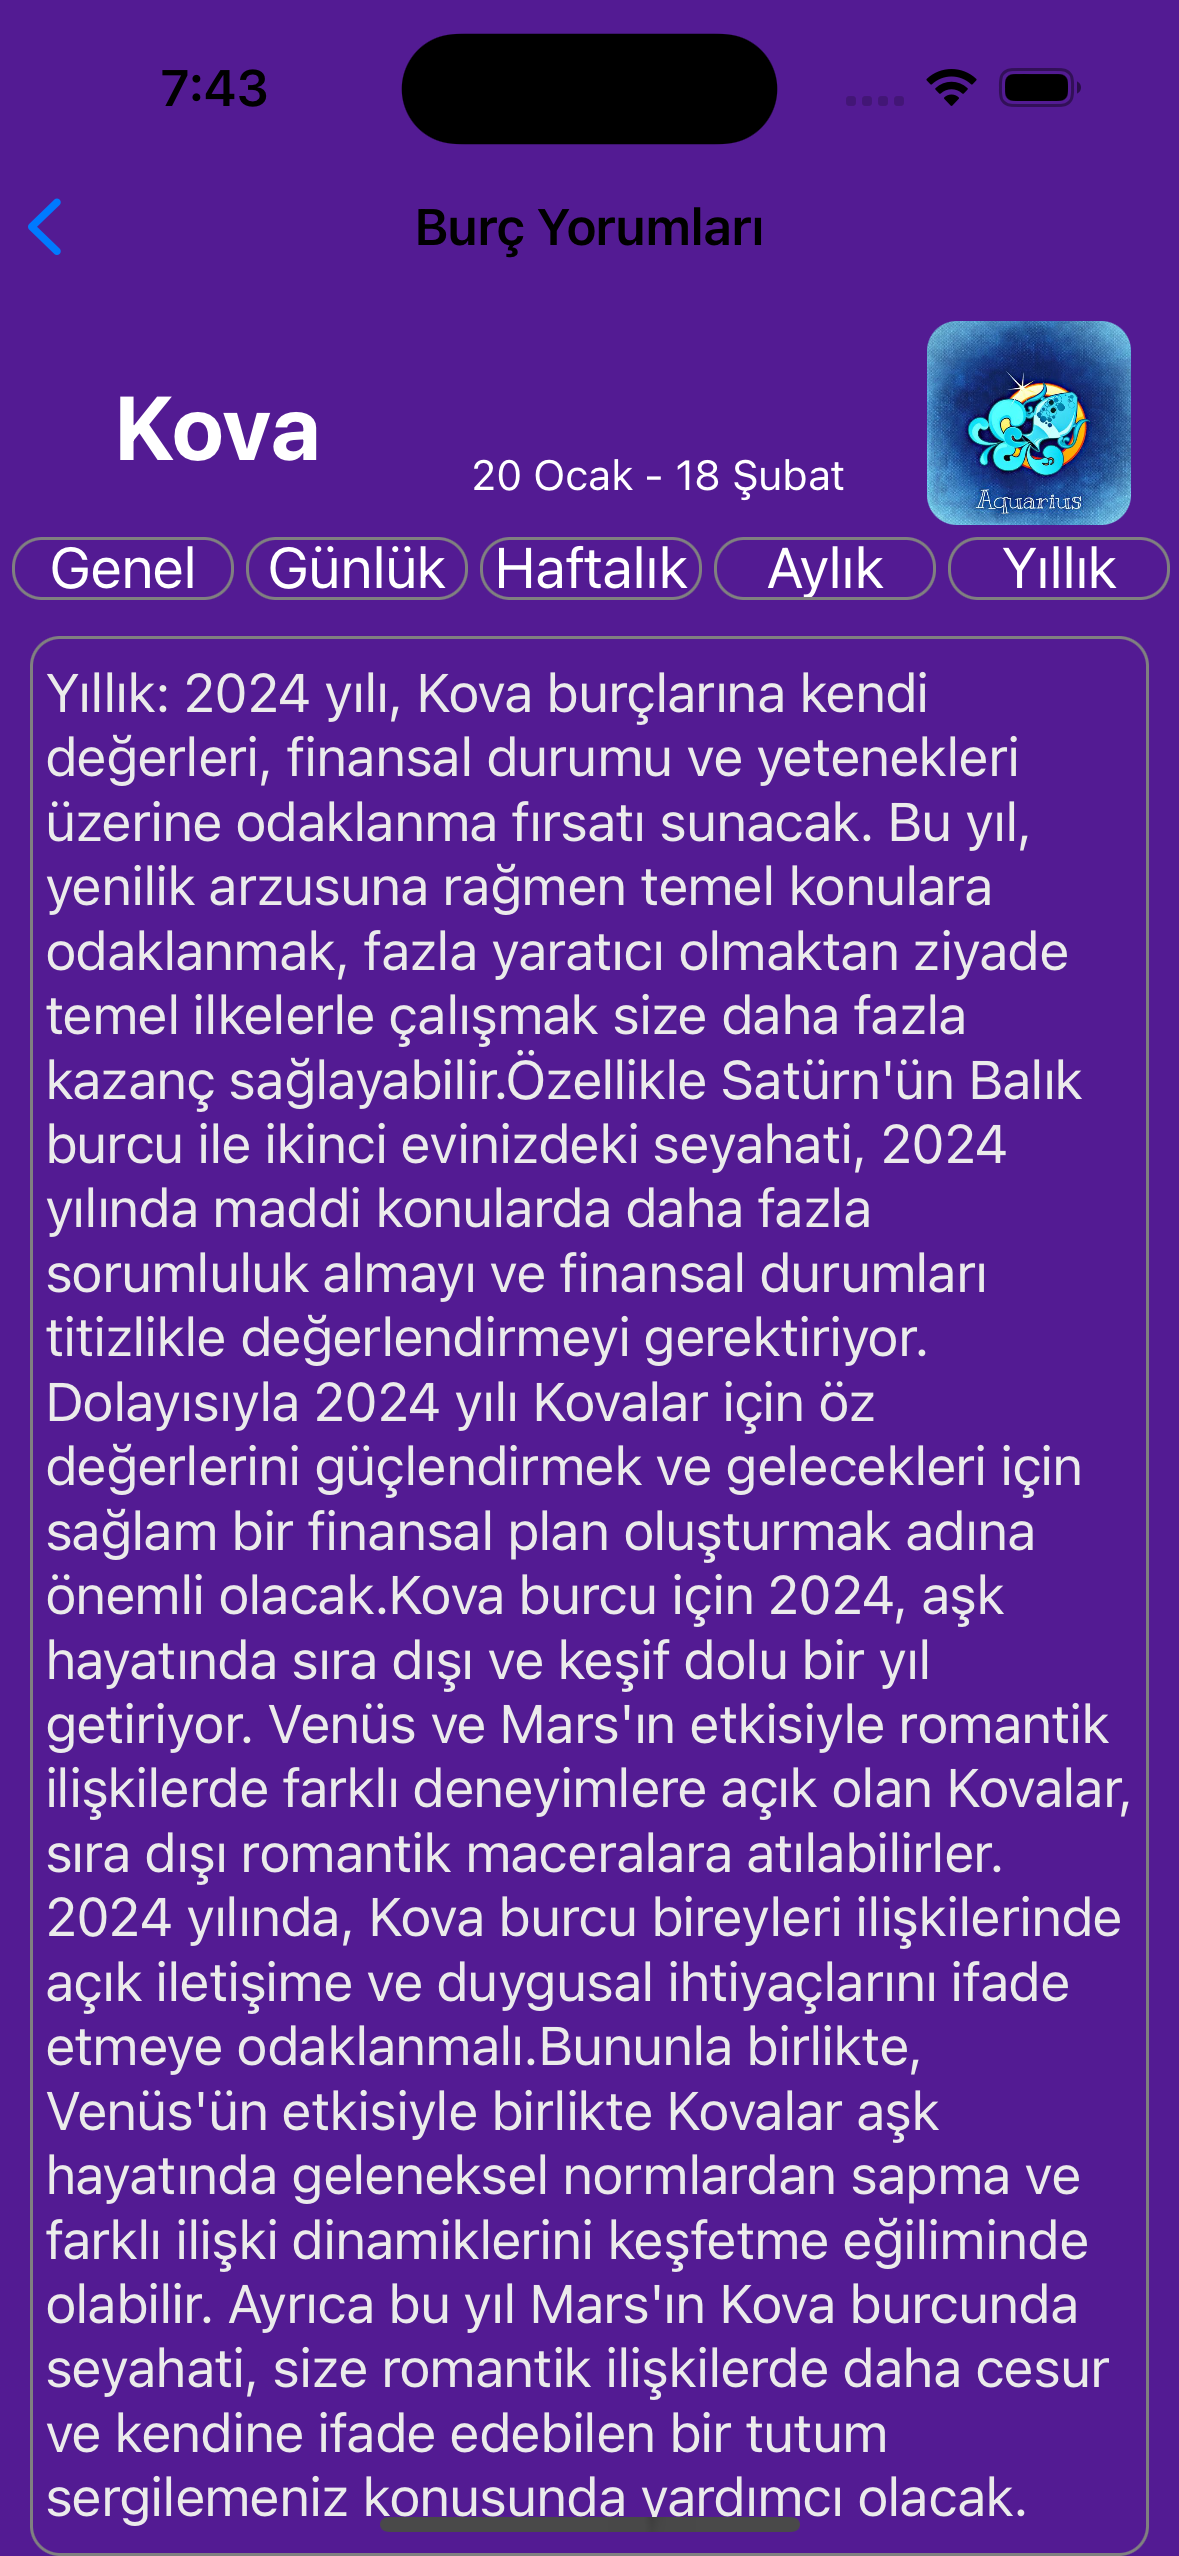 7:43
Burç Yorumları
Kova
20 Ocak - 18 Şubat
Aquarius
Genel
Günlük
Haftalık
Aylık
Yıllık
Yıllık: 2024 yılı, Kova burçlarına kendi
değerleri, finansal durumu ve yetenekleri
üzerine odaklanma fırsatı sunacak. Bu yıl,
yenilik arzusuna rağmen temel konulara
odaklanmak, fazla yaratıcı olmaktan ziyade
temel ilkelerle çalışmak size daha fazla
kazanç sağlayabilir.Özellikle Satürn'ün Balık
burcu ile ikinci evinizdeki seyahati, 2024
yılında maddi konularda daha fazla
sorumluluk almayı ve finansal durumları
titizlikle değerlendirmeyi gerektiriyor.
Dolayısıyla 2024 yılı Kovalar için öz
değerlerini güçlendirmek ve gelecekleri için
sağlam bir finansal plan oluşturmak adına
önemli olacak.Kova burcu için 2024, aşk
hayatında sıra dışı ve keşif dolu bir yıl
getiriyor. Venüs ve Mars'ın etkisiyle romantik
ilişkilerde farklı deneyimlere açık olan Kovalar,
sıra dışı romantik maceralara atılabilirler.
2024 yılında, Kova burcu bireyleri ilişkilerinde
açık iletişime ve duygusal ihtiyaçlarını ifade
etmeye odaklanmalı.Bununla birlikte,
Venüs'ün etkisiyle birlikte Kovalar aşk
hayatında geleneksel normlardan sapma ve
farklı ilişki dinamiklerini keşfetme eğiliminde
olabilir. Ayrıca bu yıl Mars'ın Kova burcunda
seyahati, size romantik ilişkilerde daha cesur
ve kendine ifade edebilen bir tutum
sergilemeniz konusunda yardımcı olacak.